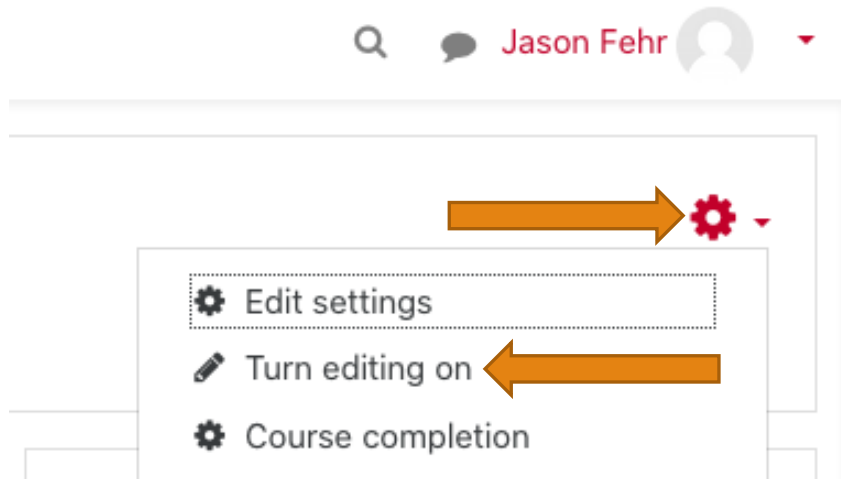 Jason Fehr
Edit settings
Turn editing on
Course completion